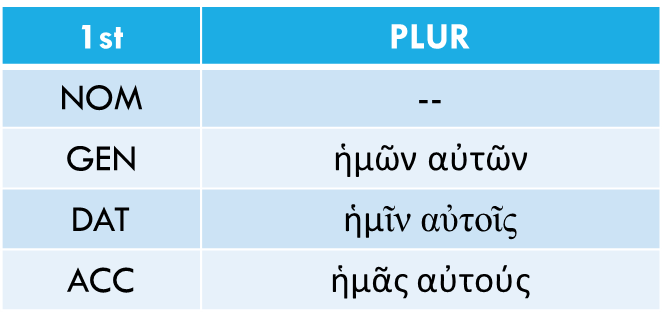 1st PLUR
NOM --
GEN ἡμῶν αὐτῶν
DAT ἡμῖν αὐτοῖς
ACC ἡμᾶς αὐτούς